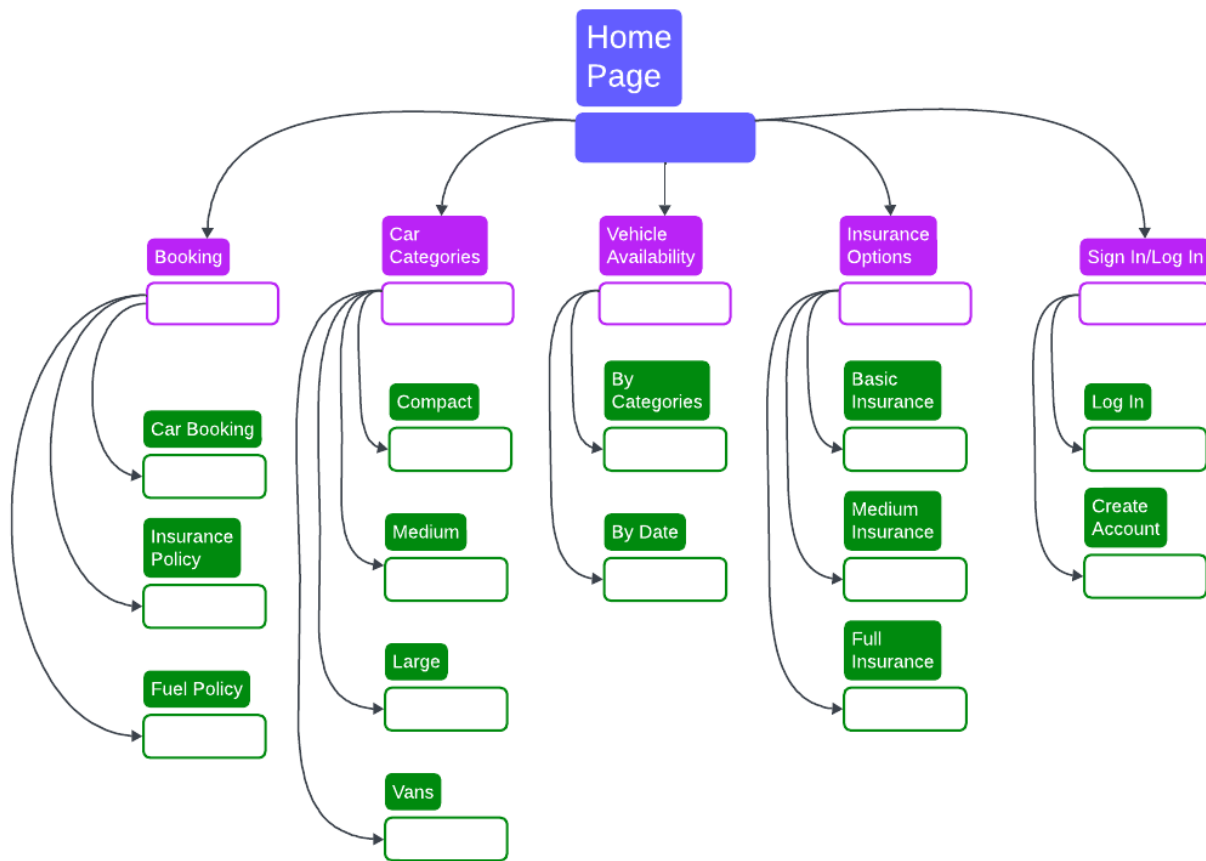 Home
Page
Booking
Car
Categories
Vehicle
Availability
Insurance
Options
Sign In/Log In
Car Booking
Insurance
Policy
Fuel Policy
Compact
Medium
Large
Vans
By
Categories
By Date
Basic
Insurance
Medium
Insurance
Full
Insurance
Log In
Create
Account